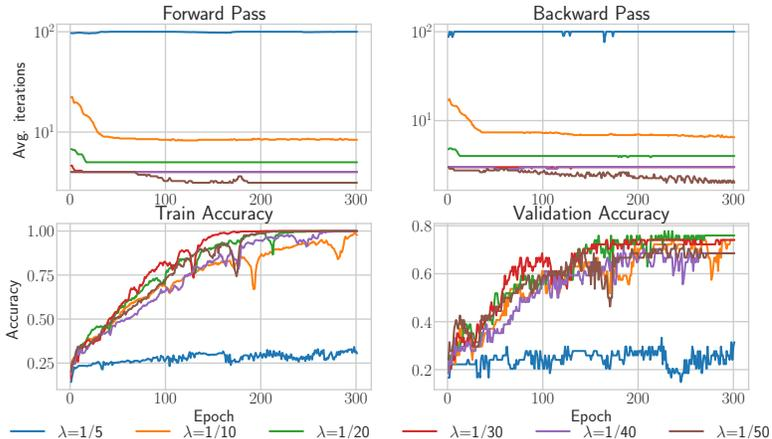 Forward Pass
Backward Pass
Avg. iterations
10²
10¹
0 100 200 300
10¹
0 100 200 300
Train Accuracy
Validation Accuracy
Accuracy
1.00
0.75
0.50
0.25
0 100 200 300
0.8
0.6
0.4
0.2
0 100 200 300
Epoch
Epoch
λ=1/5 λ=1/10 λ=1/20 λ=1/30 λ=1/40 λ=1/50